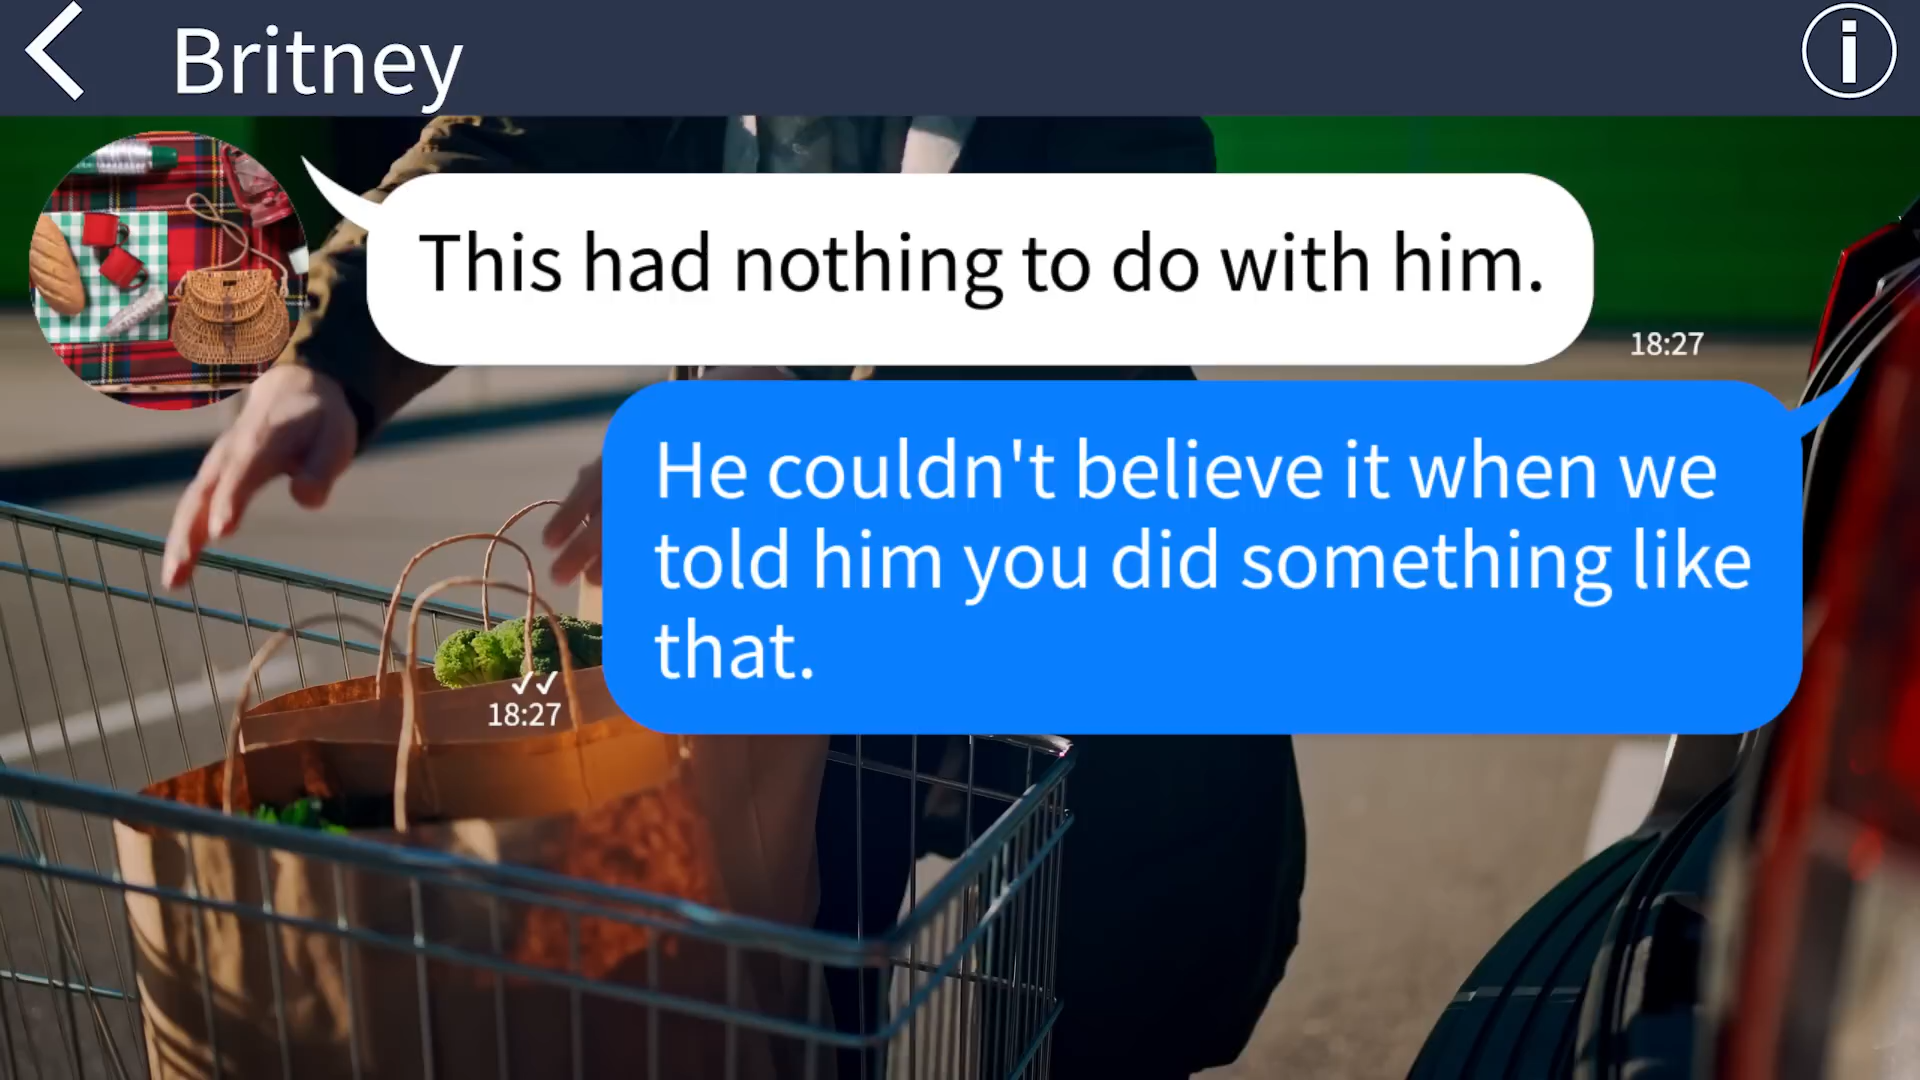 Britney
This had nothing to do with him.
18:27
He couldn't believe it when we
told him you did something like
that.
18:27